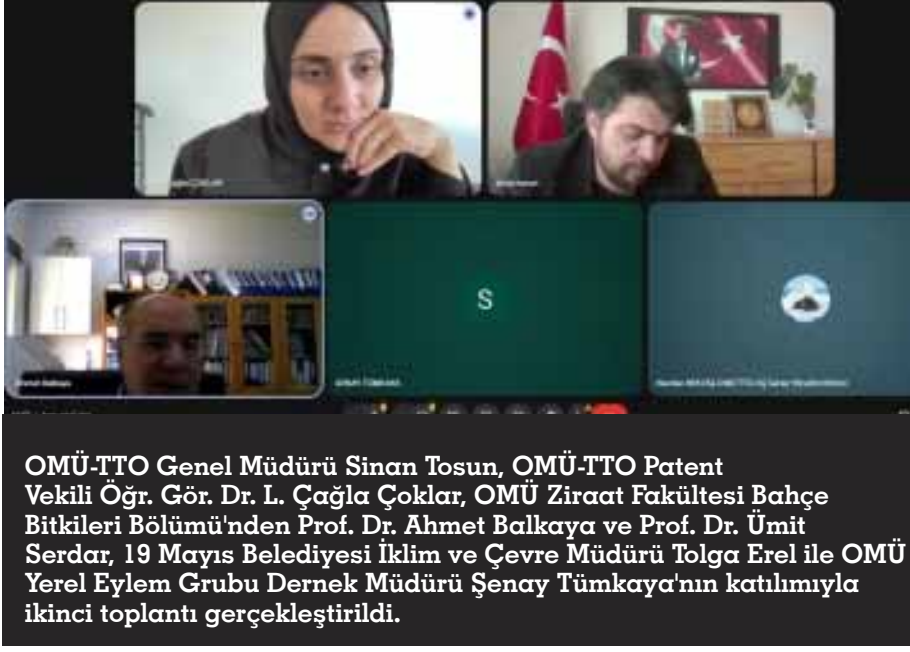 S
OMÜ-TTO Genel Müdürü Sinan Tosun, OMÜ-TTO Patent
Vekili Öğr. Gör. Dr. L. Çağla Çoklar, OMÜ Ziraat Fakültesi Bahçe
Bitkileri Bölümü'nden Prof. Dr. Ahmet Balkaya ve Prof. Dr. Ümit
Serdar, 19 Mayıs Belediyesi İklim ve Çevre Müdürü Tolga Erel ile OMÜ
Yerel Eylem Grubu Dernek Müdürü Şenay Tümkaya'nın katılımıyla
ikinci toplantı gerçekleştirildi.